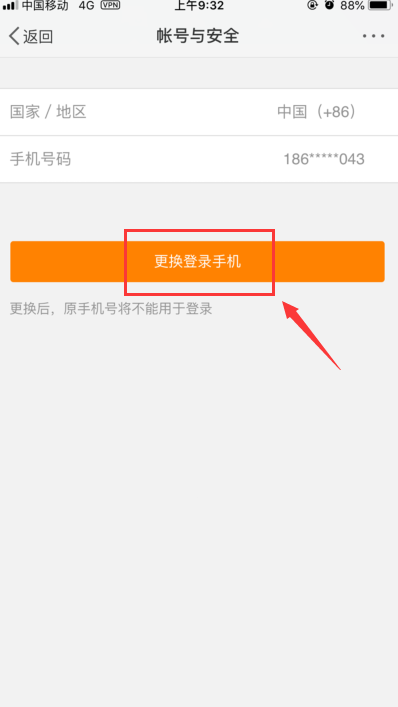 中国移动 4G VPN 上午9:32 88%
返回 帐号与安全
国家 / 地区 中国（+86）
手机号码 186*****043
更换登录手机
更换后，原手机号将不能用于登录